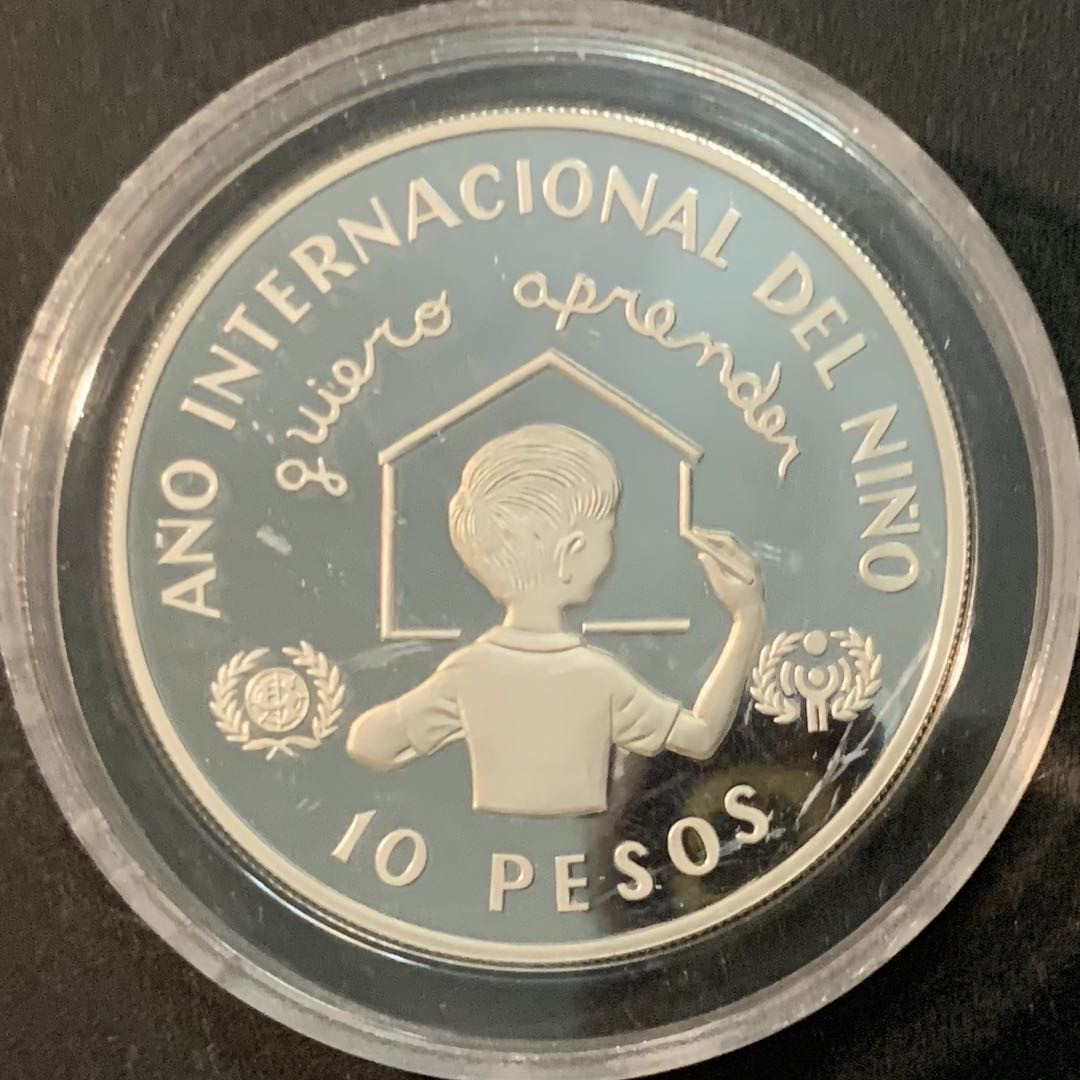 AÑO INTERNACIONAL DEL NIÑO
quiero aprender
10 PESOS